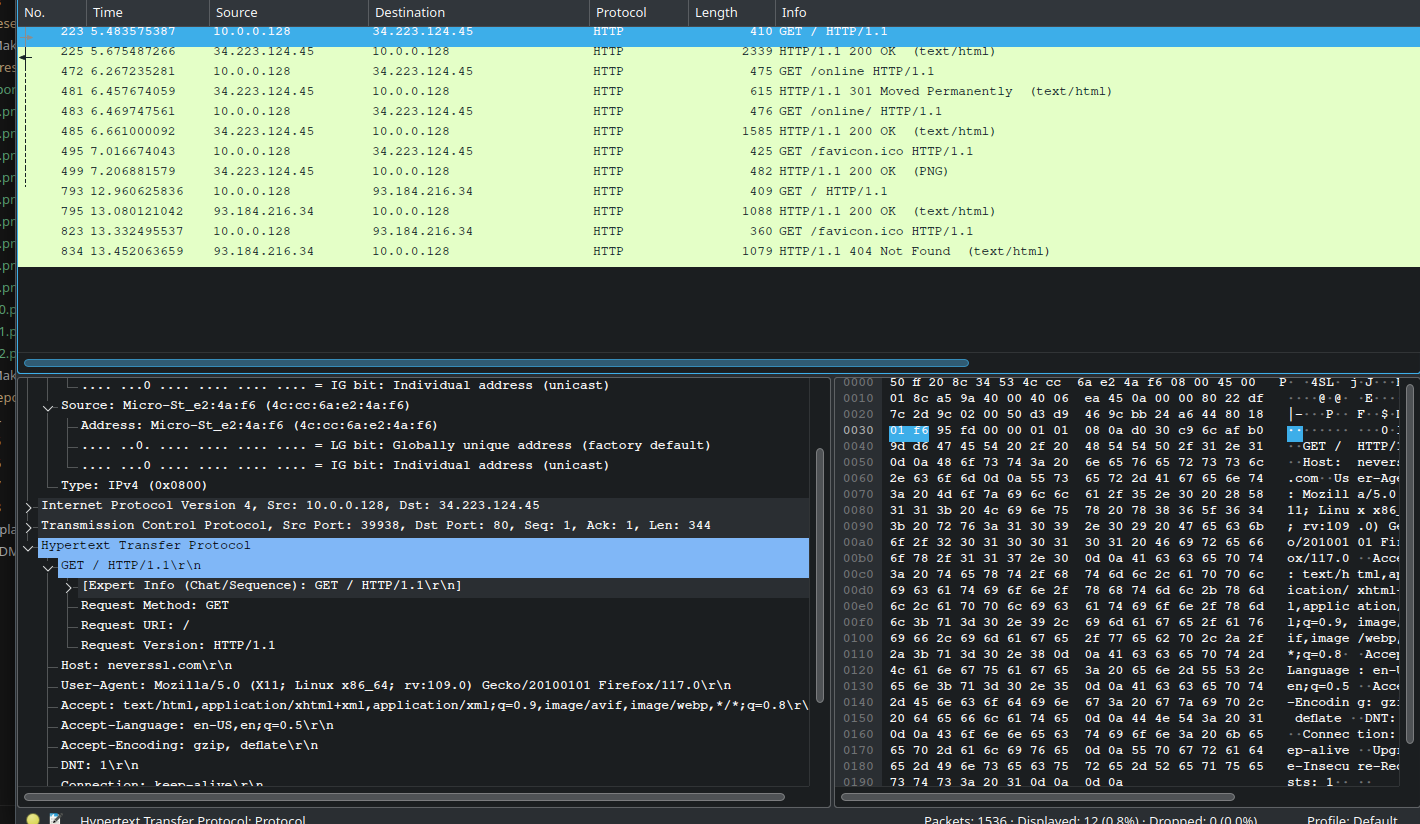 No. Time Source Destination Protocol Length Info
223 5.483575387 10.0.0.128 34.223.124.45 HTTP 410 GET / HTTP/1.1
225 5.675487266 34.223.124.45 10.0.0.128 HTTP 2339 HTTP/1.1 200 OK (text/html)
472 6.267235281 10.0.0.128 34.223.124.45 HTTP 475 GET /online HTTP/1.1
481 6.457674059 34.223.124.45 10.0.0.128 HTTP 615 HTTP/1.1 301 Moved Permanently (text/html)
483 6.469747561 10.0.0.128 34.223.124.45 HTTP 476 GET /online/ HTTP/1.1
485 6.661000092 34.223.124.45 10.0.0.128 HTTP 1585 HTTP/1.1 200 OK (text/html)
495 7.016674043 10.0.0.128 34.223.124.45 HTTP 425 GET /favicon.ico HTTP/1.1
499 7.206881579 34.223.124.45 10.0.0.128 HTTP 482 HTTP/1.1 200 OK (PNG)
793 12.960625836 10.0.0.128 93.184.216.34 HTTP 409 GET / HTTP/1.1
795 13.080121042 93.184.216.34 10.0.0.128 HTTP 1088 HTTP/1.1 200 OK (text/html)
823 13.332495537 10.0.0.128 93.184.216.34 HTTP 360 GET /favicon.ico HTTP/1.1
834 13.452063659 93.184.216.34 10.0.0.128 HTTP 1079 HTTP/1.1 404 Not Found (text/html)
.... ...0 .... .... .... .... = IG bit: Individual address (unicast)
Source: Micro-St_e2:4a:f6 (4c:cc:6a:e2:4a:f6)
Address: Micro-St_e2:4a:f6 (4c:cc:6a:e2:4a:f6)
.... ..0. .... .... .... .... = LG bit: Globally unique address (factory default)
.... ...0 .... .... .... .... = IG bit: Individual address (unicast)
Type: IPv4 (0x0800)
Internet Protocol Version 4, Src: 10.0.0.128, Dst: 34.223.124.45
Transmission Control Protocol, Src Port: 39938, Dst Port: 80, Seq: 1, Ack: 1, Len: 344
Hypertext Transfer Protocol
GET / HTTP/1.1\r\n
[Expert Info (Chat/Sequence): GET / HTTP/1.1\r\n]
Request Method: GET
Request URI: /
Request Version: HTTP/1.1
Host: neverssl.com\r\n
User-Agent: Mozilla/5.0 (X11; Linux x86_64; rv:109.0) Gecko/20100101 Firefox/117.0\r\n
Accept: text/html,application/xhtml+xml,application/xml;q=0.9,image/avif,image/webp,*/*;q=0.8\r\
Accept-Language: en-US,en;q=0.5\r\n
Accept-Encoding: gzip, deflate\r\n
DNT: 1\r\n
Connection: keep-alive\r\n
0000 50 ff 20 8c 34 53 4c cc 6a e2 4a f6 08 00 45 00 P· ·4SL· j·J···E·
0010 01 8c a5 9a 40 00 40 06 ea 45 0a 00 00 80 22 df ····@·@· ·E····
0020 7c 2d 9c 02 00 50 d3 d9 46 9c bb 24 a6 44 80 18 |-···P·· F··$·D
0030 01 f6 95 fd 00 00 01 01 08 0a d0 30 c9 6c af b0 ········ ···0·l
0040 9d d6 47 45 54 20 2f 20 48 54 54 50 2f 31 2e 31 ··GET / HTTP/1
0050 0d 0a 48 6f 73 74 3a 20 6e 65 76 65 72 73 73 6c ··Host: neverss
0060 2e 63 6f 6d 0d 0a 55 73 65 72 2d 41 67 65 6e 74 .com··Us er-Age
0070 3a 20 4d 6f 7a 69 6c 6c 61 2f 35 2e 30 20 28 58 : Mozilla/5.0
0080 31 31 3b 20 4c 69 6e 75 78 20 78 38 36 5f 36 34 11; Linux x86_
0090 3b 20 72 76 3a 31 30 39 2e 30 29 20 47 65 63 6b ; rv:109 .0) Ge
00a0 6f 2f 32 30 31 30 30 31 30 31 20 46 69 72 65 66 o/201001 01 Fir
00b0 6f 78 2f 31 31 37 2e 30 0d 0a 41 63 63 65 70 74 ox/117.0 ··Acce
00c0 3a 20 74 65 78 74 2f 68 74 6d 6c 2c 61 70 70 6c : text/h tml,ap
00d0 69 63 61 74 69 6f 6e 2f 78 68 74 6d 6c 2b 78 6d ication/ xhtml+
00e0 6c 2c 61 70 70 6c 69 63 61 74 69 6f 6e 2f 78 6d l,applic ation/
00f0 6c 3b 71 3d 30 2e 39 2c 69 6d 61 67 65 2f 61 76 l;q=0.9, image/
0100 69 66 2c 69 6d 61 67 65 2f 77 65 62 70 2c 2a 2f if,image /webp,
0110 2a 3b 71 3d 30 2e 38 0d 0a 41 63 63 65 70 74 2d *;q=0.8· ·Accep
0120 4c 61 6e 67 75 61 67 65 3a 20 65 6e 2d 55 53 2c Language : en-U
0130 65 6e 3b 71 3d 30 2e 35 0d 0a 41 63 63 65 70 74 en;q=0.5 ··Acce
0140 2d 45 6e 63 6f 64 69 6e 67 3a 20 67 7a 69 70 2c -Encoding: gz
0150 20 64 65 66 6c 61 74 65 0d 0a 44 4e 54 3a 20 31 deflate ··DNT:
0160 0d 0a 43 6f 6e 6e 65 63 74 69 6f 6e 3a 20 6b 65 ··Connec tion:
0170 65 70 2d 61 6c 69 76 65 0d 0a 55 70 67 72 61 64 ep-alive ··Upgr
0180 65 2d 49 6e 73 65 63 75 72 65 2d 52 65 71 75 65 e-Insecu re-Req
0190 73 74 73 3a 20 31 0d 0a 0d 0a sts: 1·· ··
Hypertext Transfer Protocol: Protocol
Packets: 1536 · Displayed: 12 (0.8%) · Dropped: 0 (0.0%) Profile: Default